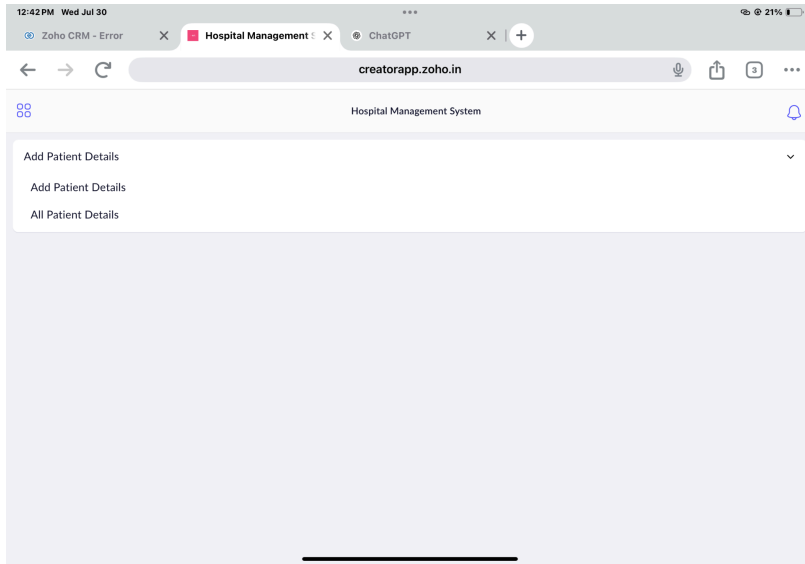 12:42 PM Wed Jul 30
21%
Zoho CRM - Error
Hospital Management S
ChatGPT
creatorapp.zoho.in
3
Hospital Management System
Add Patient Details
Add Patient Details
All Patient Details